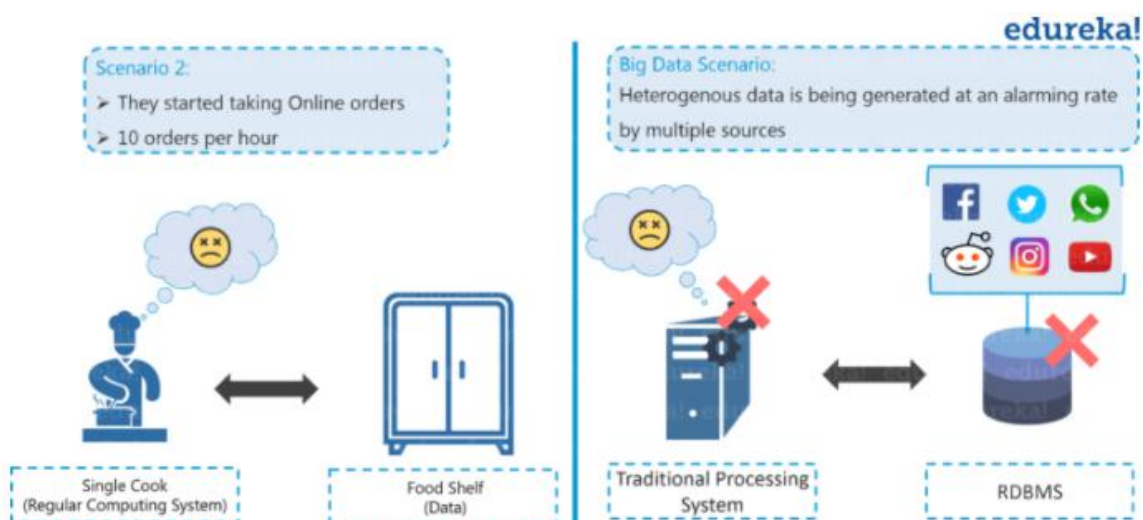 edureka!
Scenario 2:
➤ They started taking Online orders
➤ 10 orders per hour
Big Data Scenario:
Heterogenous data is being generated at an alarming rate
by multiple sources
Single Cook
(Regular Computing System)
Food Shelf
(Data)
Traditional Processing
System
RDBMS